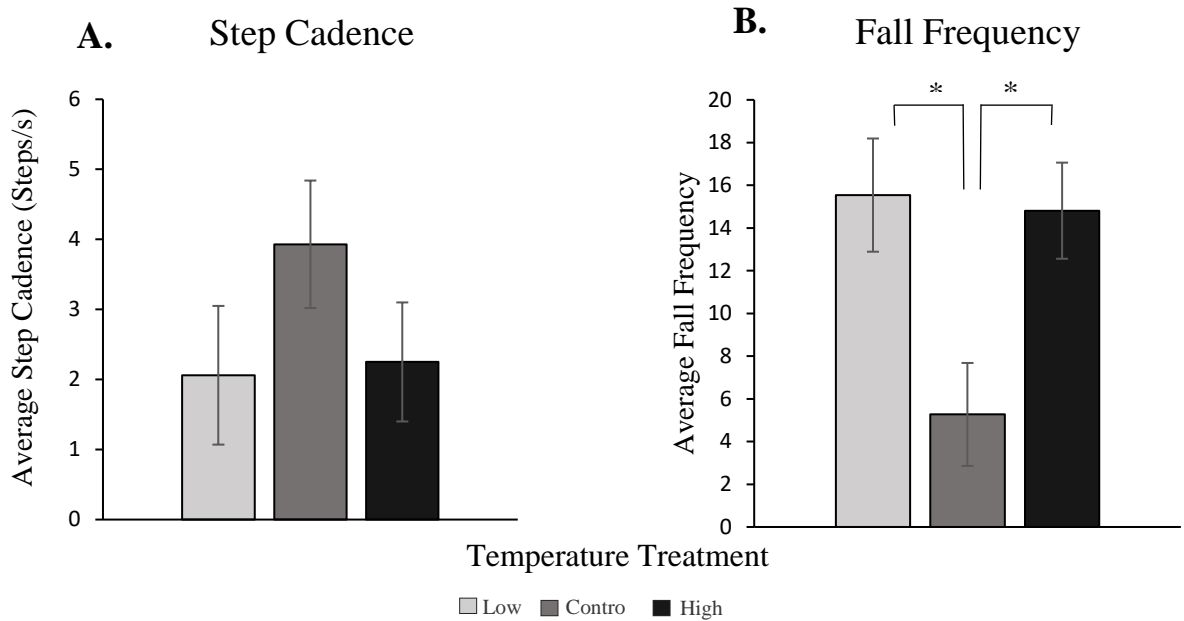 A.
Step Cadence
Average Step Cadence (Steps/s)
6
5
4
3
2
1
0
B.
Fall Frequency
* *
Average Fall Frequency
20
18
16
14
12
10
8
6
4
2
0
Temperature Treatment
Low Contro High